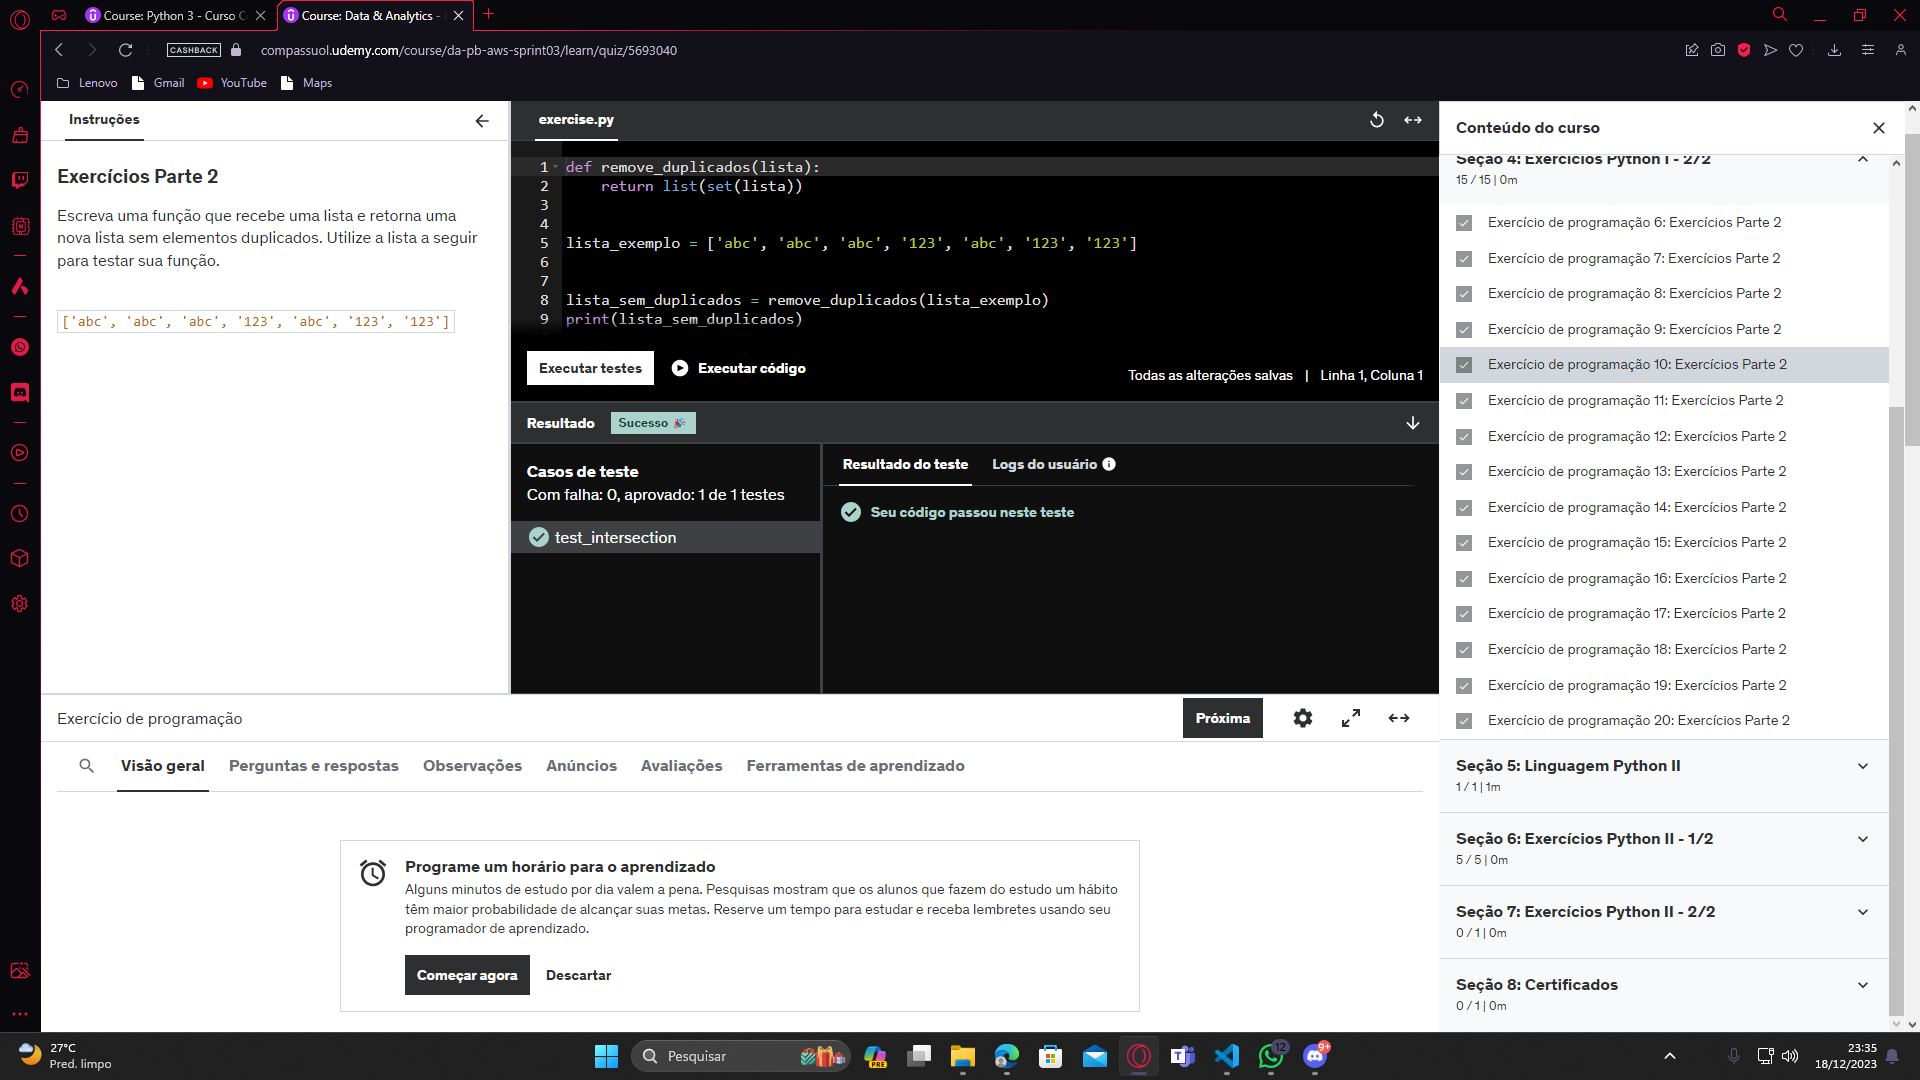 Course: Python 3 - Curso C
Course: Data & Analytics -
CASHBACK
compassuol.udemy.com/course/da-pb-aws-sprint03/learn/quiz/5693040
Lenovo
Gmail
YouTube
Maps
Instruções
Exercícios Parte 2
Escreva uma função que recebe uma lista e retorna uma
nova lista sem elementos duplicados. Utilize a lista a seguir
para testar sua função.
['abc', 'abc', 'abc', '123', 'abc', '123', '123']
exercise.py
1 def remove_duplicados(lista):
2 return list(set(lista))
3
4
5 lista_exemplo = ['abc', 'abc', 'abc', '123', 'abc', '123', '123']
6
7
8 lista_sem_duplicados = remove_duplicados(lista_exemplo)
9 print(lista_sem_duplicados)
Executar testes
Executar código
Todas as alterações salvas | Linha 1, Coluna 1
Resultado
Sucesso
Casos de teste
Com falha: 0, aprovado: 1 de 1 testes
test_intersection
Resultado do teste
Logs do usuário
Seu código passou neste teste
Exercício de programação
Próxima
Visão geral
Perguntas e respostas
Observações
Anúncios
Avaliações
Ferramentas de aprendizado
Programe um horário para o aprendizado
Alguns minutos de estudo por dia valem a pena. Pesquisas mostram que os alunos que fazem do estudo um hábito
têm maior probabilidade de alcançar suas metas. Reserve um tempo para estudar e receba lembretes usando seu
programador de aprendizado.
Começar agora
Descartar
Conteúdo do curso
Seção 4: Exercícios Python I - 2/2
15 / 15 | 0m
Exercício de programação 6: Exercícios Parte 2
Exercício de programação 7: Exercícios Parte 2
Exercício de programação 8: Exercícios Parte 2
Exercício de programação 9: Exercícios Parte 2
Exercício de programação 10: Exercícios Parte 2
Exercício de programação 11: Exercícios Parte 2
Exercício de programação 12: Exercícios Parte 2
Exercício de programação 13: Exercícios Parte 2
Exercício de programação 14: Exercícios Parte 2
Exercício de programação 15: Exercícios Parte 2
Exercício de programação 16: Exercícios Parte 2
Exercício de programação 17: Exercícios Parte 2
Exercício de programação 18: Exercícios Parte 2
Exercício de programação 19: Exercícios Parte 2
Exercício de programação 20: Exercícios Parte 2
Seção 5: Linguagem Python II
1 / 1 | 1m
Seção 6: Exercícios Python II - 1/2
5 / 5 | 0m
Seção 7: Exercícios Python II - 2/2
0 / 1 | 0m
Seção 8: Certificados
0 / 1 | 0m
27°C
Pred. limpo
Pesquisar
PRE
12
9+
23:35
18/12/2023